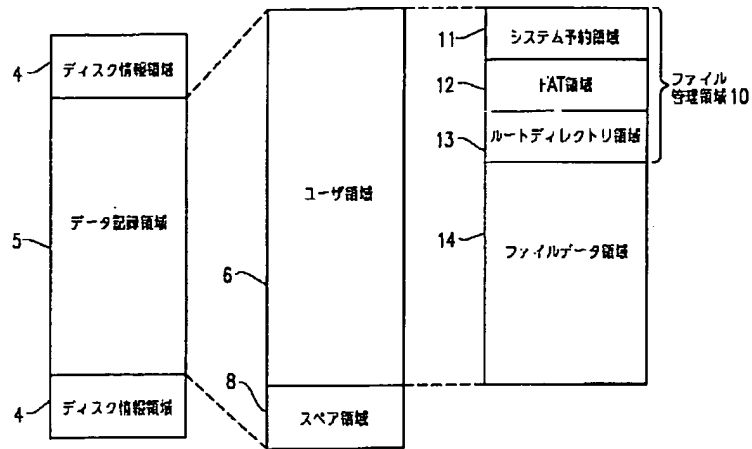 4
ディスク情報領域
5
データ記録領域
4
ディスク情報領域
6
ユーザ領域
8
スペア領域
11
システム予約領域
12
FAT領域
13
ルートディレクトリ領域
14
ファイルデータ領域
ファイル
管理領域10